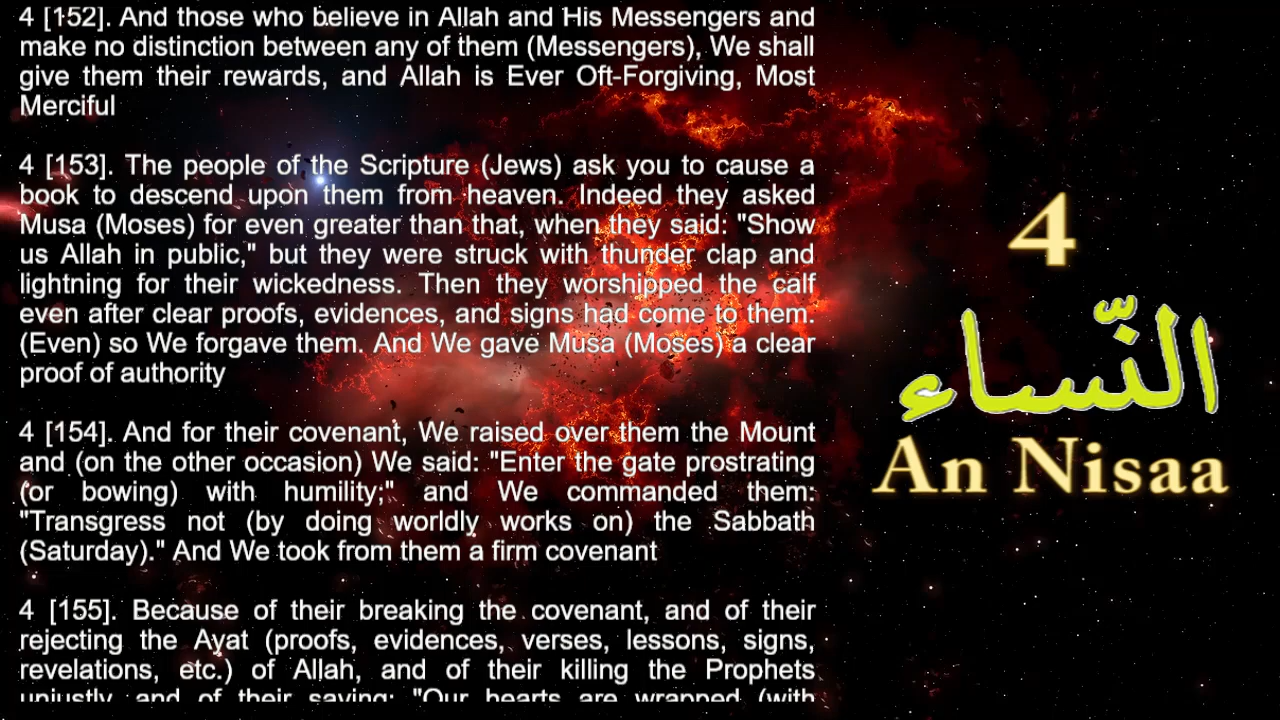 4 [152]. And those who believe in Allah and His Messengers and
make no distinction between any of them (Messengers), We shall
give them their rewards, and Allah is Ever Oft-Forgiving, Most
Merciful
4 [153]. The people of the Scripture (Jews) ask you to cause a
book to descend upon them from heaven. Indeed they asked
Musa (Moses) for even greater than that, when they said: "Show
us Allah in public," but they were struck with thunder clap and
lightning for their wickedness. Then they worshipped the calf
even after clear proofs, evidences, and signs had come to them.
(Even) so We forgave them. And We gave Musa (Moses) a clear
proof of authority
4 [154]. And for their covenant, We raised over them the Mount
and (on the other occasion) We said: "Enter the gate prostrating
(or bowing) with humility;" and We commanded them:
"Transgress not (by doing worldly works on) the Sabbath
(Saturday)." And We took from them a firm covenant
4 [155]. Because of their breaking the covenant, and of their
rejecting the Ayat (proofs, evidences, verses, lessons, signs,
revelations, etc.) of Allah, and of their killing the Prophets
unjustly, and of their saying: "Our hearts are wrapped (with
4
النّساء
An Nisaa